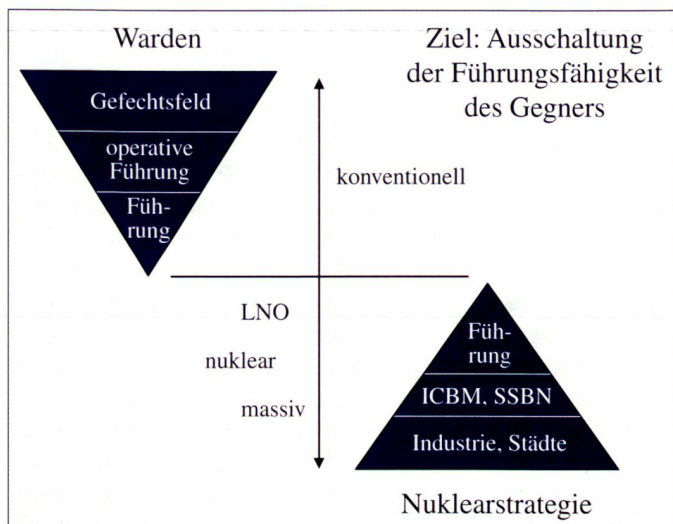 Warden
Ziel: Ausschaltung
der Führungsfähigkeit
des Gegners
Gefechtsfeld
operative
Führung
Füh-
rung
konventionell
LNO
nuklear
massiv
Füh-
rung
ICBM, SSBN
Industrie, Städte
Nuklearstrategie